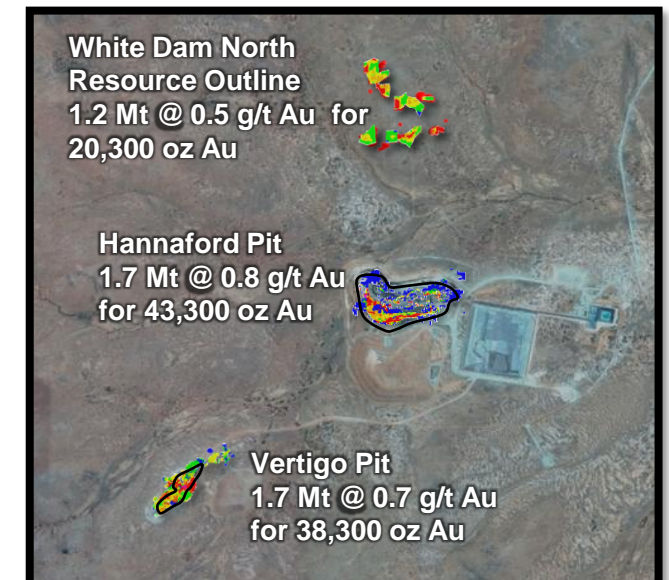 White Dam North
Resource Outline
1.2 Mt @ 0.5 g/t Au for
20,300 oz Au
Hannaford Pit
1.7 Mt @ 0.8 g/t Au
for 43,300 oz Au
Vertigo Pit
1.7 Mt @ 0.7 g/t Au
for 38,300 oz Au